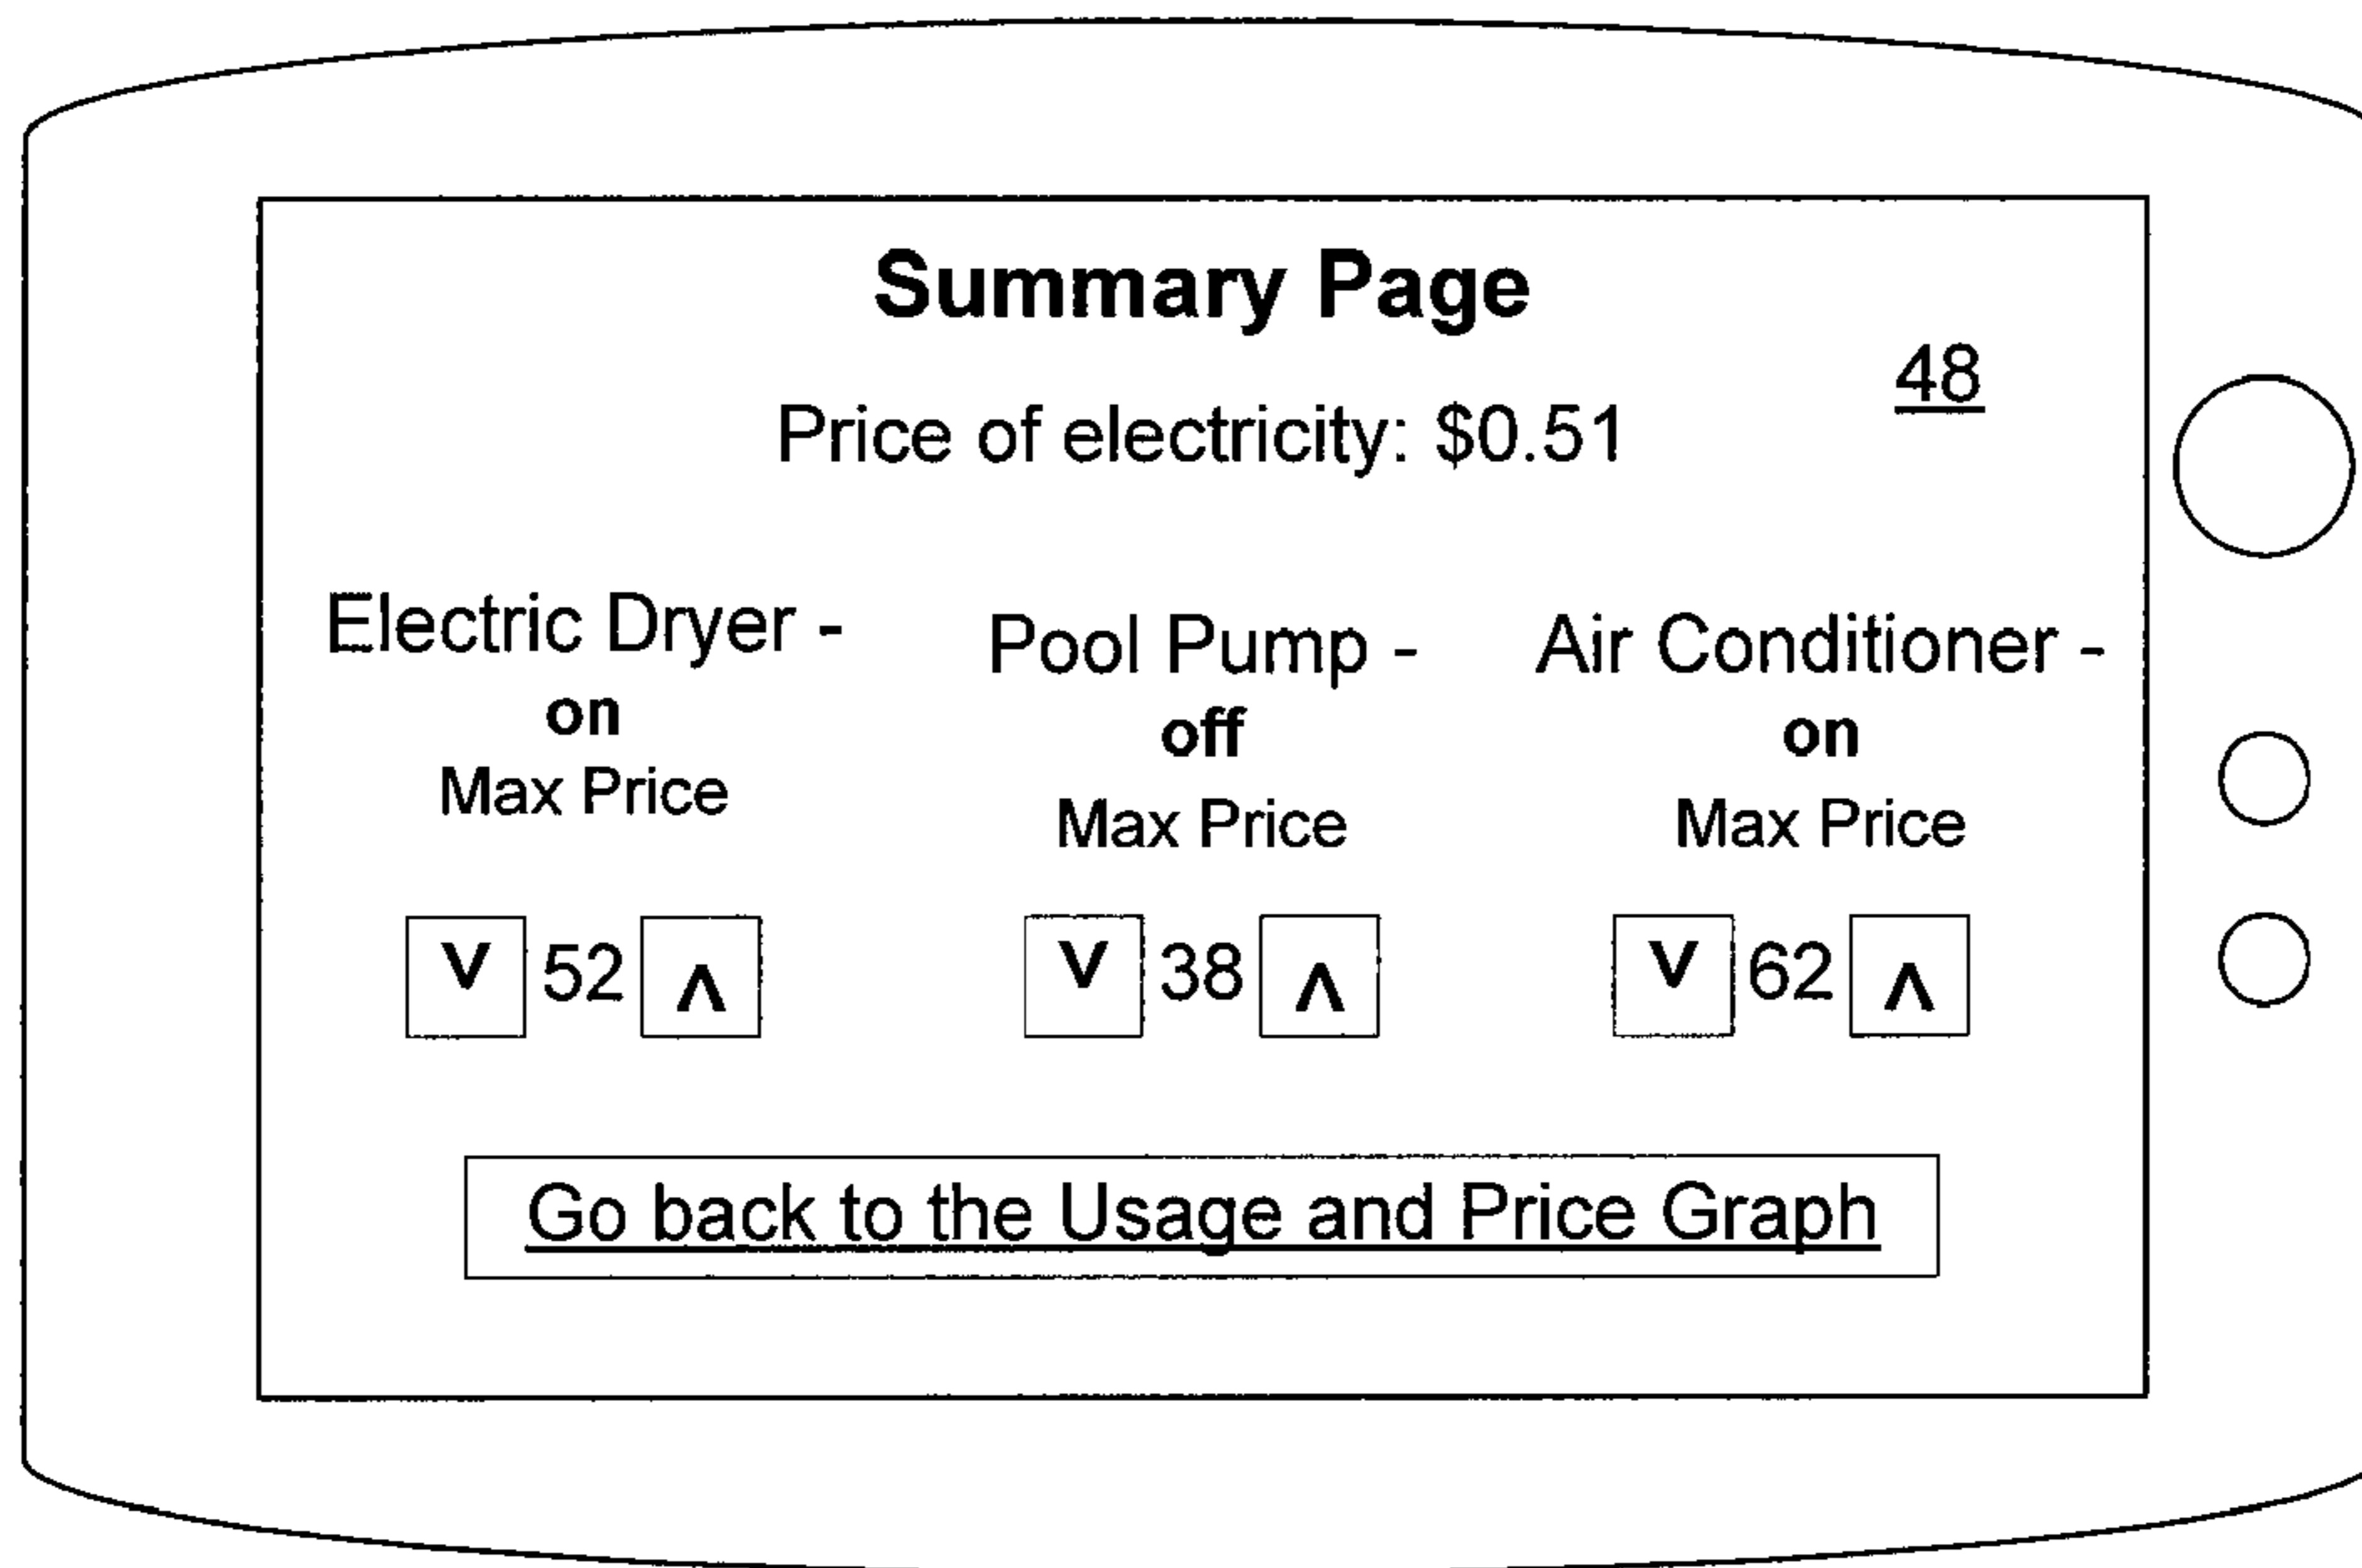 Summary Page
48
Price of electricity: $0.51
Electric Dryer -
on
Max Price
V 52 Λ
Pool Pump -
off
Max Price
V 38 Λ
Air Conditioner -
on
Max Price
V 62 Λ
Go back to the Usage and Price Graph